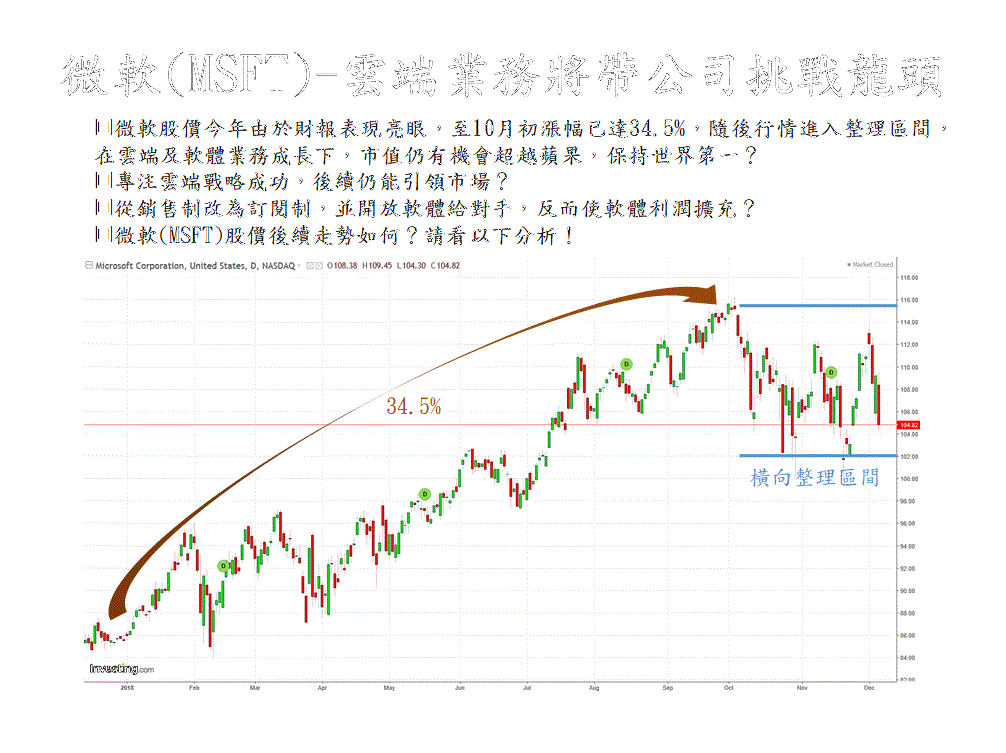 微軟(MSFT)-雲端業務將帶公司挑戰龍頭
微軟股價今年由於財報表現亮眼，至10月初漲幅已達34.5%，隨後行情進入整理區間，
在雲端及軟體業務成長下，市值仍有機會超越蘋果，保持世界第一？
專注雲端戰略成功，後續仍能引領市場？
從銷售制改為訂閱制，並開放軟體給對手，反而使軟體利潤擴充？
微軟(MSFT)股價後續走勢如何？請看以下分析！
Microsoft Corporation, United States, D, NASDAQ O108.38 H109.45 L104.30 C104.82
Market Closed
118.00
116.00
114.00
112.00
110.00
D
D
108.00
34.5%
106.00
104.82
104.00
102.00
橫向整理區間
100.00
D
98.00
96.00
94.00
D
92.00
90.00
88.00
86.00
84.00
Investing.com
82.00
2018 Feb Mar Apr May Jun Jul Aug Sep Oct Nov Dec